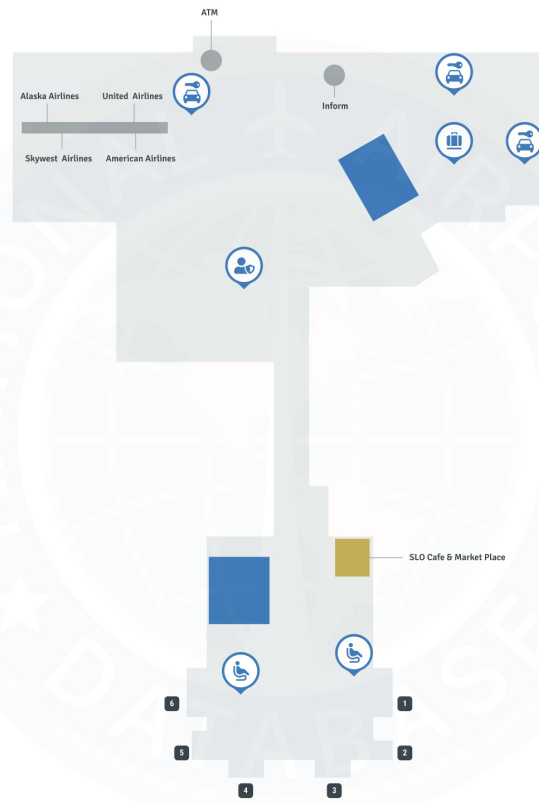 ATM
Alaska Airlines
United Airlines
Inform
Skywest Airlines
American Airlines
SLO Cafe & Market Place
6
1
5
2
4
3
DATABASE